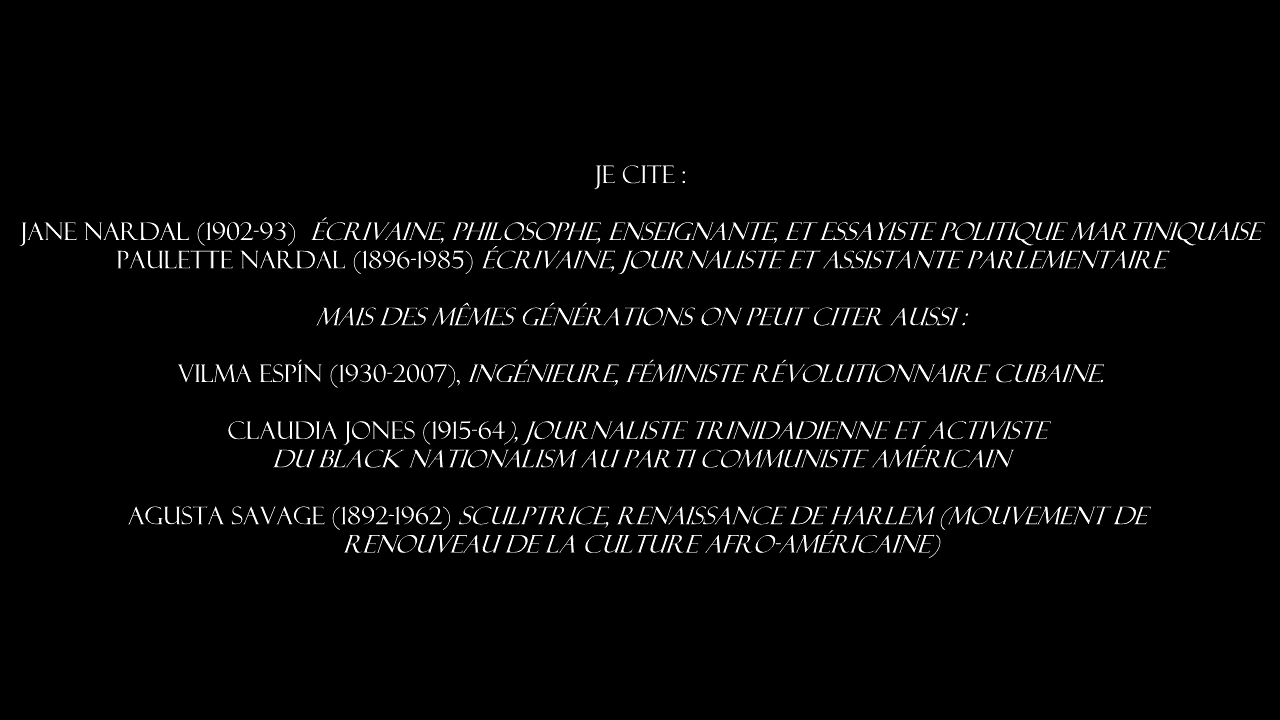 JE CITE :
JANE NARDAL (1902-93) ÉCRIVAINE, PHILOSOPHE, ENSEIGNANTE, ET ESSAYISTE POLITIQUE MARTINIQUAISE
PAULETTE NARDAL (1896-1985) ÉCRIVAINE, JOURNALISTE ET ASSISTANTE PARLEMENTAIRE
MAIS DES MÊMES GÉNÉRATIONS ON PEUT CITER AUSSI :
VILMA ESPÍN (1930-2007), INGÉNIEURE, FÉMINISTE RÉVOLUTIONNAIRE CUBAINE.
CLAUDIA JONES (1915-64), JOURNALISTE TRINIDADIENNE ET ACTIVISTE
DU BLACK NATIONALISM AU PARTI COMMUNISTE AMÉRICAIN
AGUSTA SAVAGE (1892-1962) SCULPTRICE, RENAISSANCE DE HARLEM (MOUVEMENT DE
RENOUVEAU DE LA CULTURE AFRO-AMÉRICAINE)